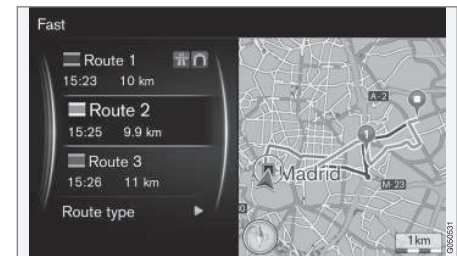 Fast
Route 1
15:23 10 km
Route 2
15:25 9.9 km
Route 3
15:26 11 km
Route type
A-2
1
Madrid
M-23
1km
G050531